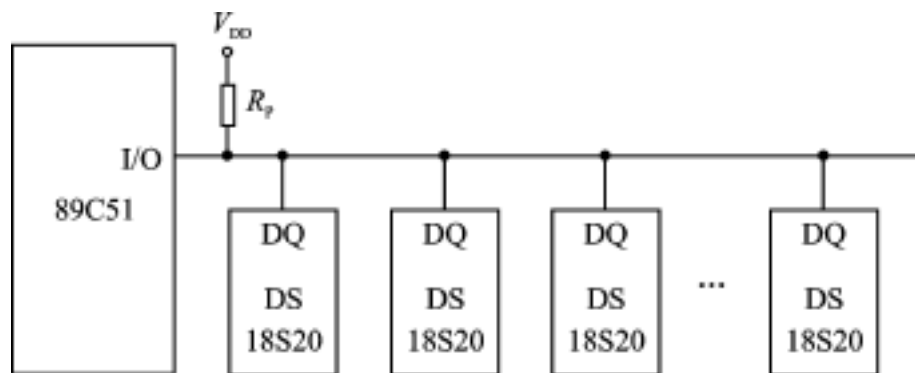 V_DD
R_P
I/O
89C51
DQ
DS
18S20
DQ
DS
18S20
DQ
DS
18S20
...
DQ
DS
18S20